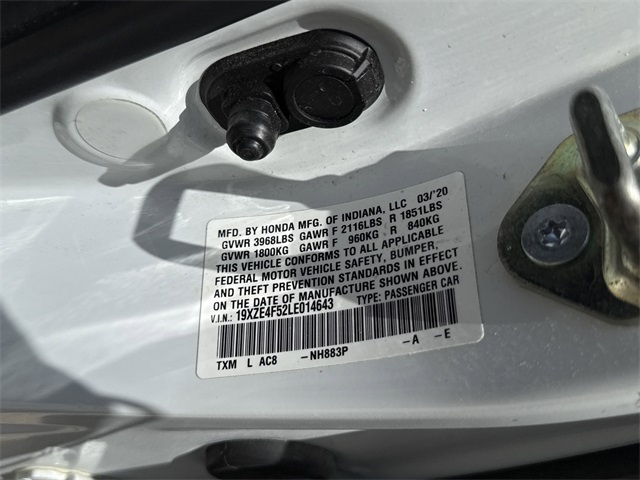 MFD. BY HONDA MFG. OF INDIANA, LLC 03/'20
GVWR 3968LBS GAWR F 2116LBS R 1851LBS
GVWR 1800KG GAWR F 960KG R 840KG
THIS VEHICLE CONFORMS TO ALL APPLICABLE
FEDERAL MOTOR VEHICLE SAFETY, BUMPER,
AND THEFT PREVENTION STANDARDS IN EFFECT
ON THE DATE OF MANUFACTURE SHOWN ABOVE.
V.I.N.: 19XZE4F52LE014643 TYPE: PASSENGER CAR
TXM L AC8 -NH883P -A -E